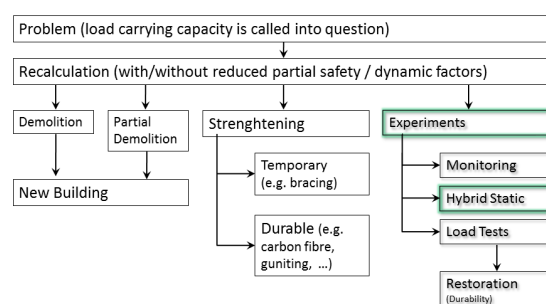 Problem (load carrying capacity is called into question)
Recalculation (with/without reduced partial safety / dynamic factors)
Demolition
Partial
Demolition
New Building
Strenghtening
Temporary
(e.g. bracing)
Durable (e.g.
carbon fibre,
guniting, ...)
Experiments
Monitoring
Hybrid Static
Load Tests
Restoration
(Durability)